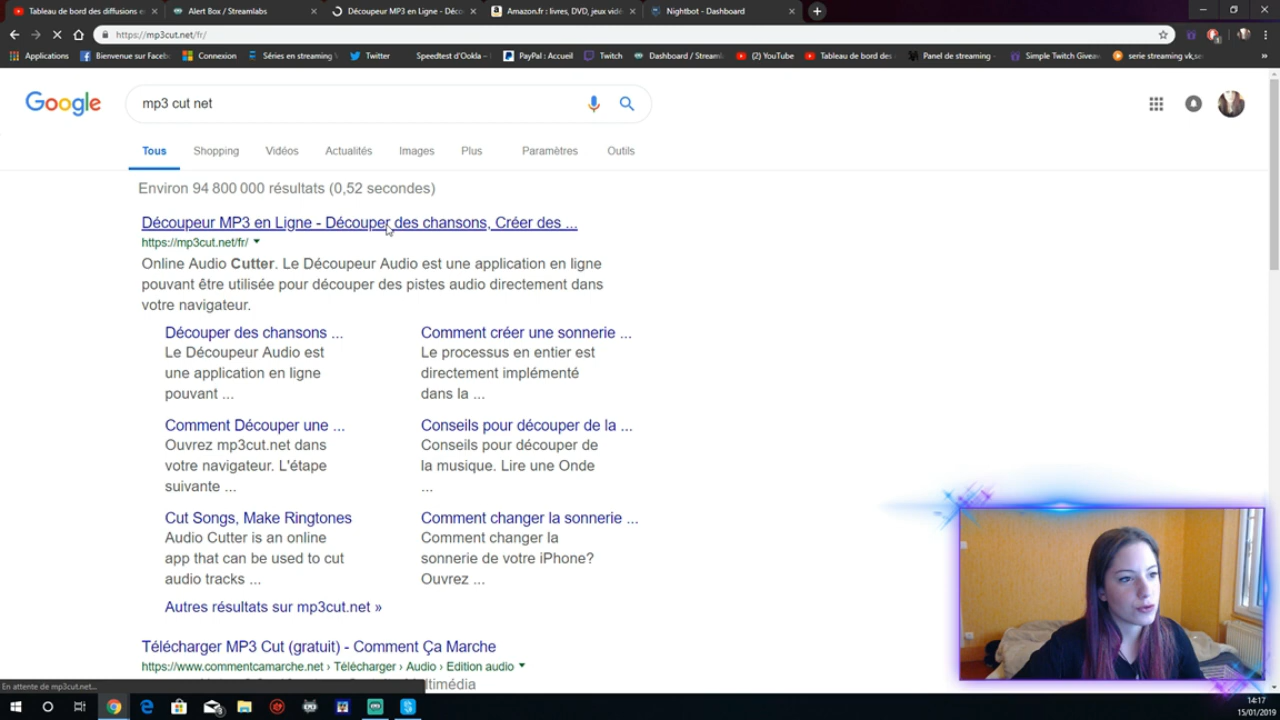 Tableau de bord des diffusions e
Alert Box / Streamlabs
Découpeur MP3 en Ligne - Déco
Amazon.fr : livres, DVD, jeux vidé
Nightbot - Dashboard
https://mp3cut.net/fr/
Applications
Bienvenue sur Faceb
Connexion
Séries en streaming
Twitter
Speedtest d'Ookla –
PayPal : Accueil
Twitch
Dashboard / Streaml
(2) YouTube
Tableau de bord des
Panel de streaming
Simple Twitch Givea
serie streaming vk,se
Google
mp3 cut net
Tous
Shopping
Vidéos
Actualités
Images
Plus
Paramètres
Outils
Environ 94 800 000 résultats (0,52 secondes)
Découpeur MP3 en Ligne - Découper des chansons, Créer des ...
https://mp3cut.net/fr/
Online Audio Cutter. Le Découpeur Audio est une application en ligne
pouvant être utilisée pour découper des pistes audio directement dans
votre navigateur.
Découper des chansons ...
Le Découpeur Audio est
une application en ligne
pouvant ...
Comment créer une sonnerie ...
Le processus en entier est
directement implémenté
dans la ...
Comment Découper une ...
Ouvrez mp3cut.net dans
votre navigateur. L'étape
suivante ...
Conseils pour découper de la ...
Conseils pour découper de
la musique. Lire une Onde
...
Cut Songs, Make Ringtones
Audio Cutter is an online
app that can be used to cut
audio tracks ...
Comment changer la sonnerie ...
Comment changer la
sonnerie de votre iPhone?
Ouvrez ...
Autres résultats sur mp3cut.net »
Télécharger MP3 Cut (gratuit) - Comment Ça Marche
https://www.commentcamarche.net › Télécharger › Audio › Edition audio
En attente de mp3cut.net...
14:17
15/01/2019